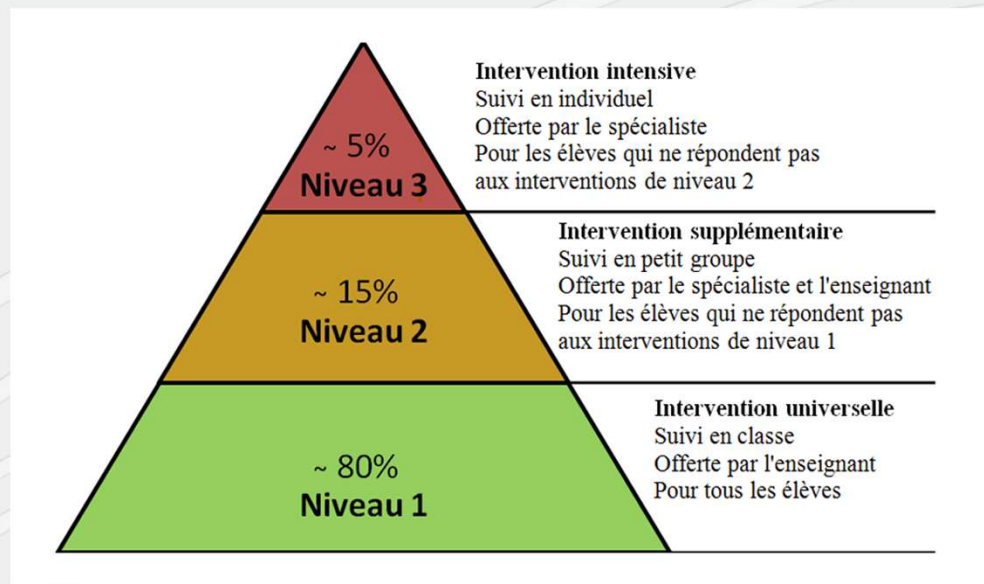 ~ 5%
Niveau 3
Intervention intensive
Suivi en individuel
Offerte par le spécialiste
Pour les élèves qui ne répondent pas
aux interventions de niveau 2
~ 15%
Niveau 2
Intervention supplémentaire
Suivi en petit groupe
Offerte par le spécialiste et l'enseignant
Pour les élèves qui ne répondent pas
aux interventions de niveau 1
~ 80%
Niveau 1
Intervention universelle
Suivi en classe
Offerte par l'enseignant
Pour tous les élèves